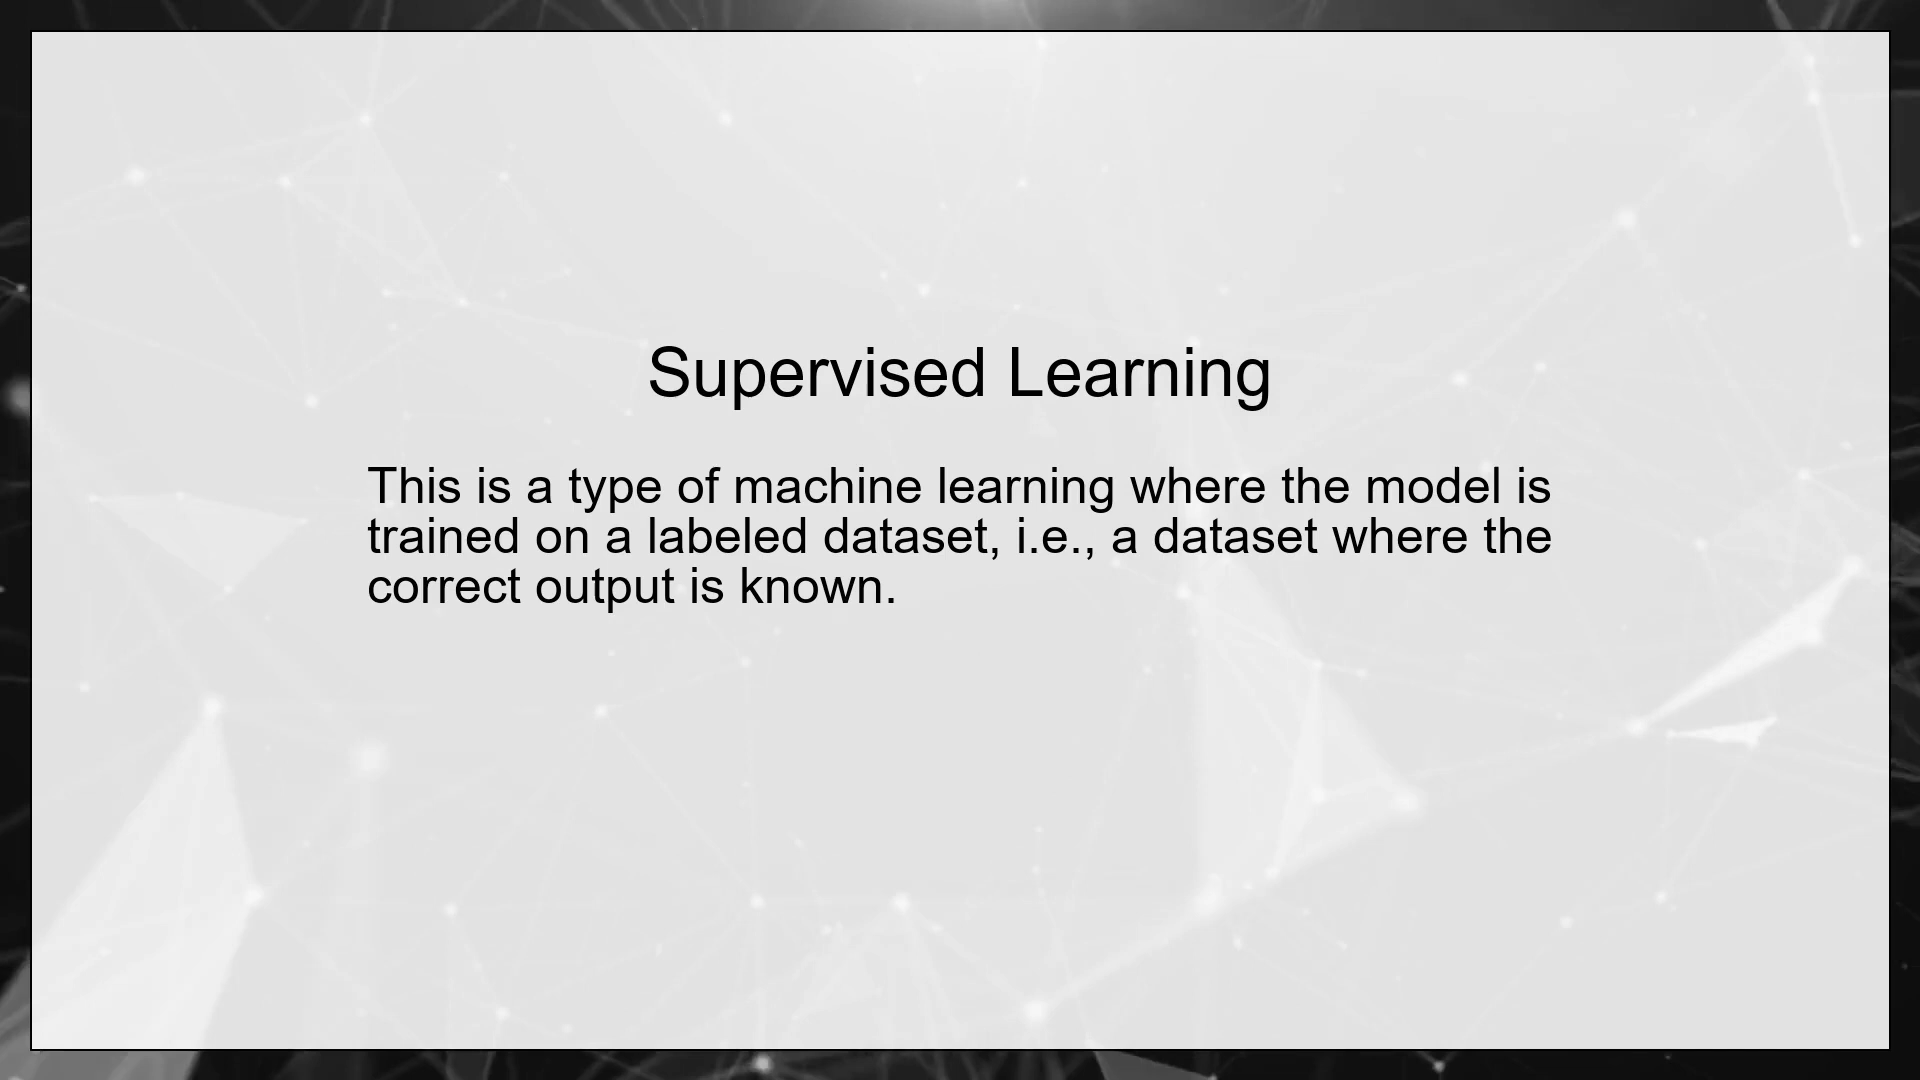 Supervised Learning
This is a type of machine learning where the model is
trained on a labeled dataset, i.e., a dataset where the
correct output is known.